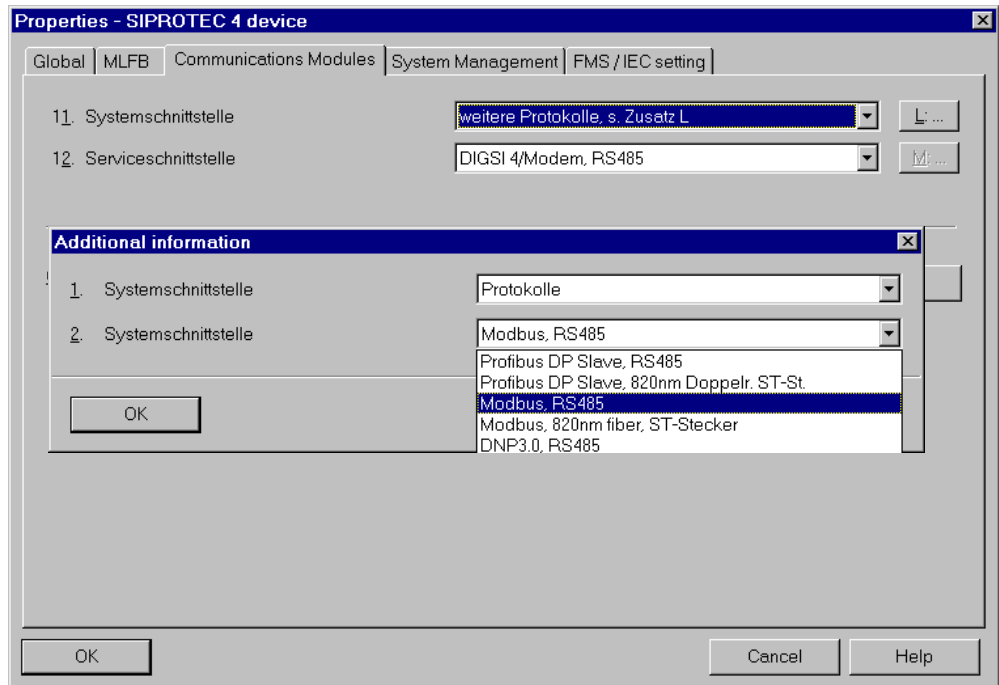 Properties - SIPROTEC 4 device
Global MLFB Communications Modules System Management FMS / IEC setting
11. Systemschnittstelle weitere Protokolle, s. Zusatz L L: ...
12. Serviceschnittstelle DIGSI 4/Modem, RS485 M: ...
Additional information
1. Systemschnittstelle Protokolle
2. Systemschnittstelle Modbus, RS485
Profibus DP Slave, RS485
Profibus DP Slave, 820nm Doppelr. ST-St.
Modbus, RS485
Modbus, 820nm fiber, ST-Stecker
DNP3.0, RS485
OK
OK Cancel Help